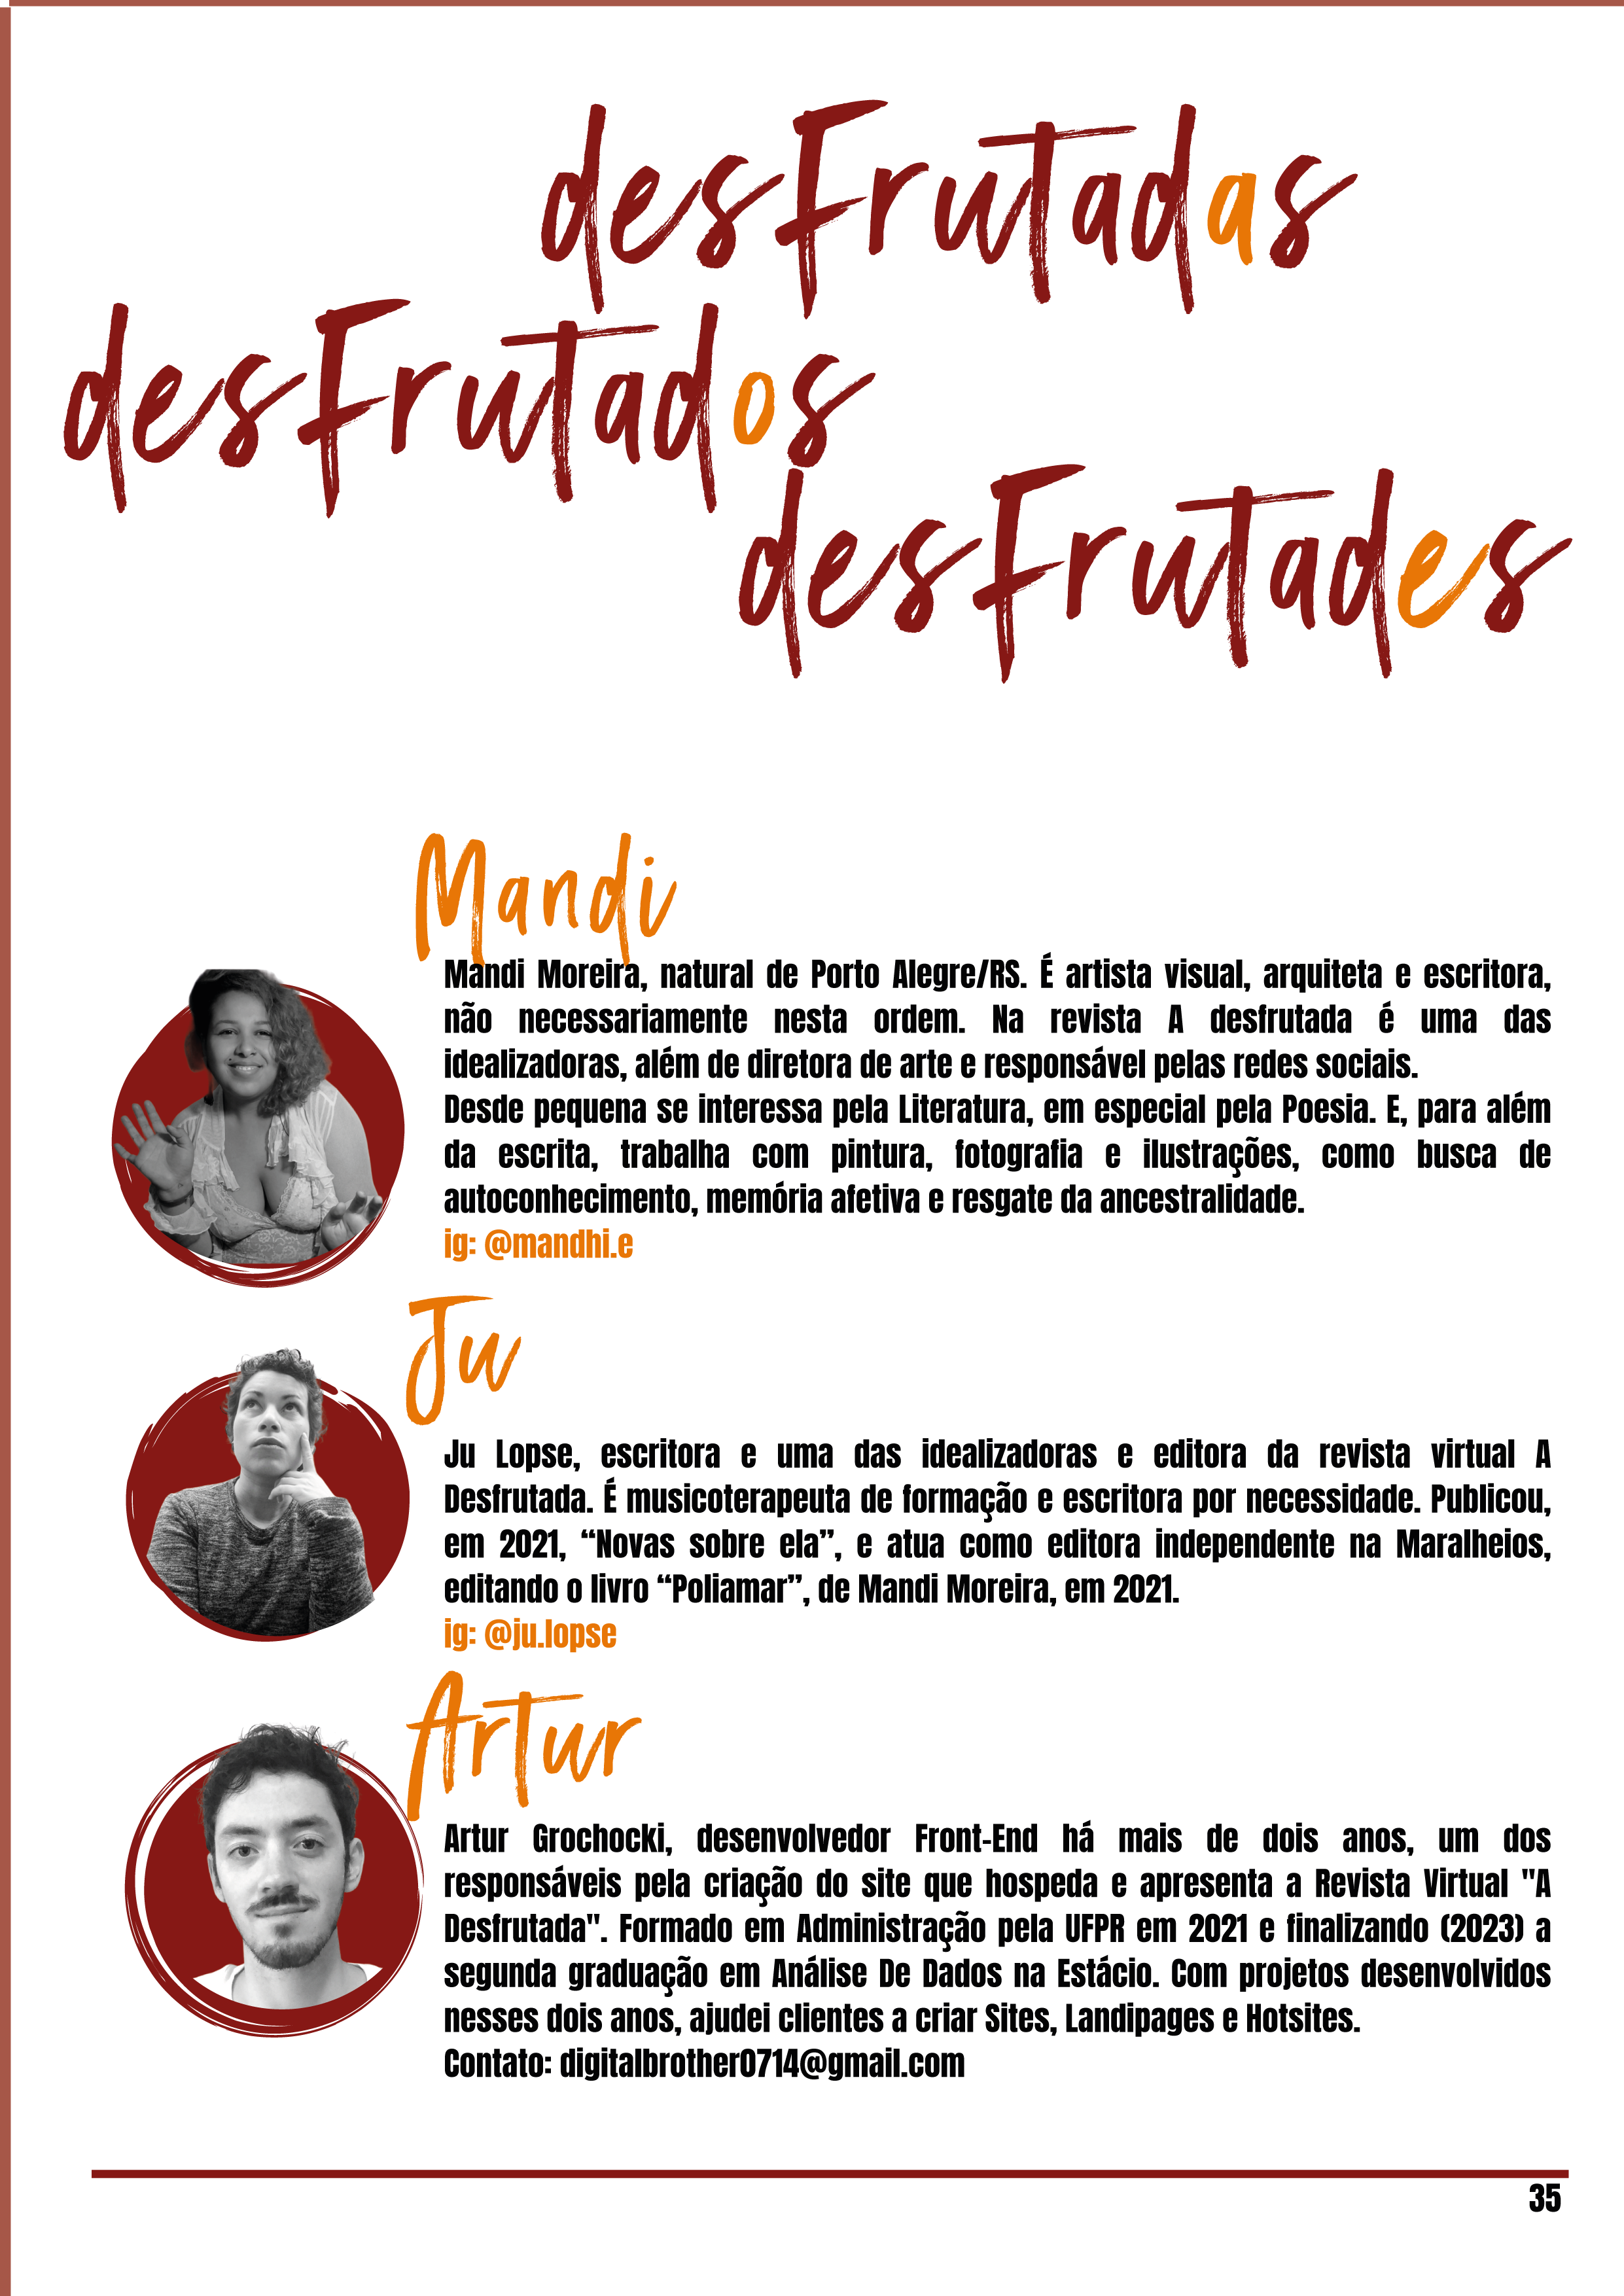 desFrutadas
desFrutados
desFrutades
Mandi
Mandi Moreira, natural de Porto Alegre/RS. É artista visual, arquiteta e escritora,
não necessariamente nesta ordem. Na revista A desfrutada é uma das
idealizadoras, além de diretora de arte e responsável pelas redes sociais.
Desde pequena se interessa pela Literatura, em especial pela Poesia. E, para além
da escrita, trabalha com pintura, fotografia e ilustrações, como busca de
autoconhecimento, memória afetiva e resgate da ancestralidade.
ig: @mandhi.e
Ju
Ju Lopse, escritora e uma das idealizadoras e editora da revista virtual A
Desfrutada. É musicoterapeuta de formação e escritora por necessidade. Publicou,
em 2021, “Novas sobre ela”, e atua como editora independente na Maralheios,
editando o livro “Poliamar”, de Mandi Moreira, em 2021.
ig: @ju.lopse
Artur
Artur Grochocki, desenvolvedor Front-End há mais de dois anos, um dos
responsáveis pela criação do site que hospeda e apresenta a Revista Virtual "A
Desfrutada". Formado em Administração pela UFPR em 2021 e finalizando (2023) a
segunda graduação em Análise De Dados na Estácio. Com projetos desenvolvidos
nesses dois anos, ajudei clientes a criar Sites, Landipages e Hotsites.
Contato: digitalbrother0714@gmail.com
35